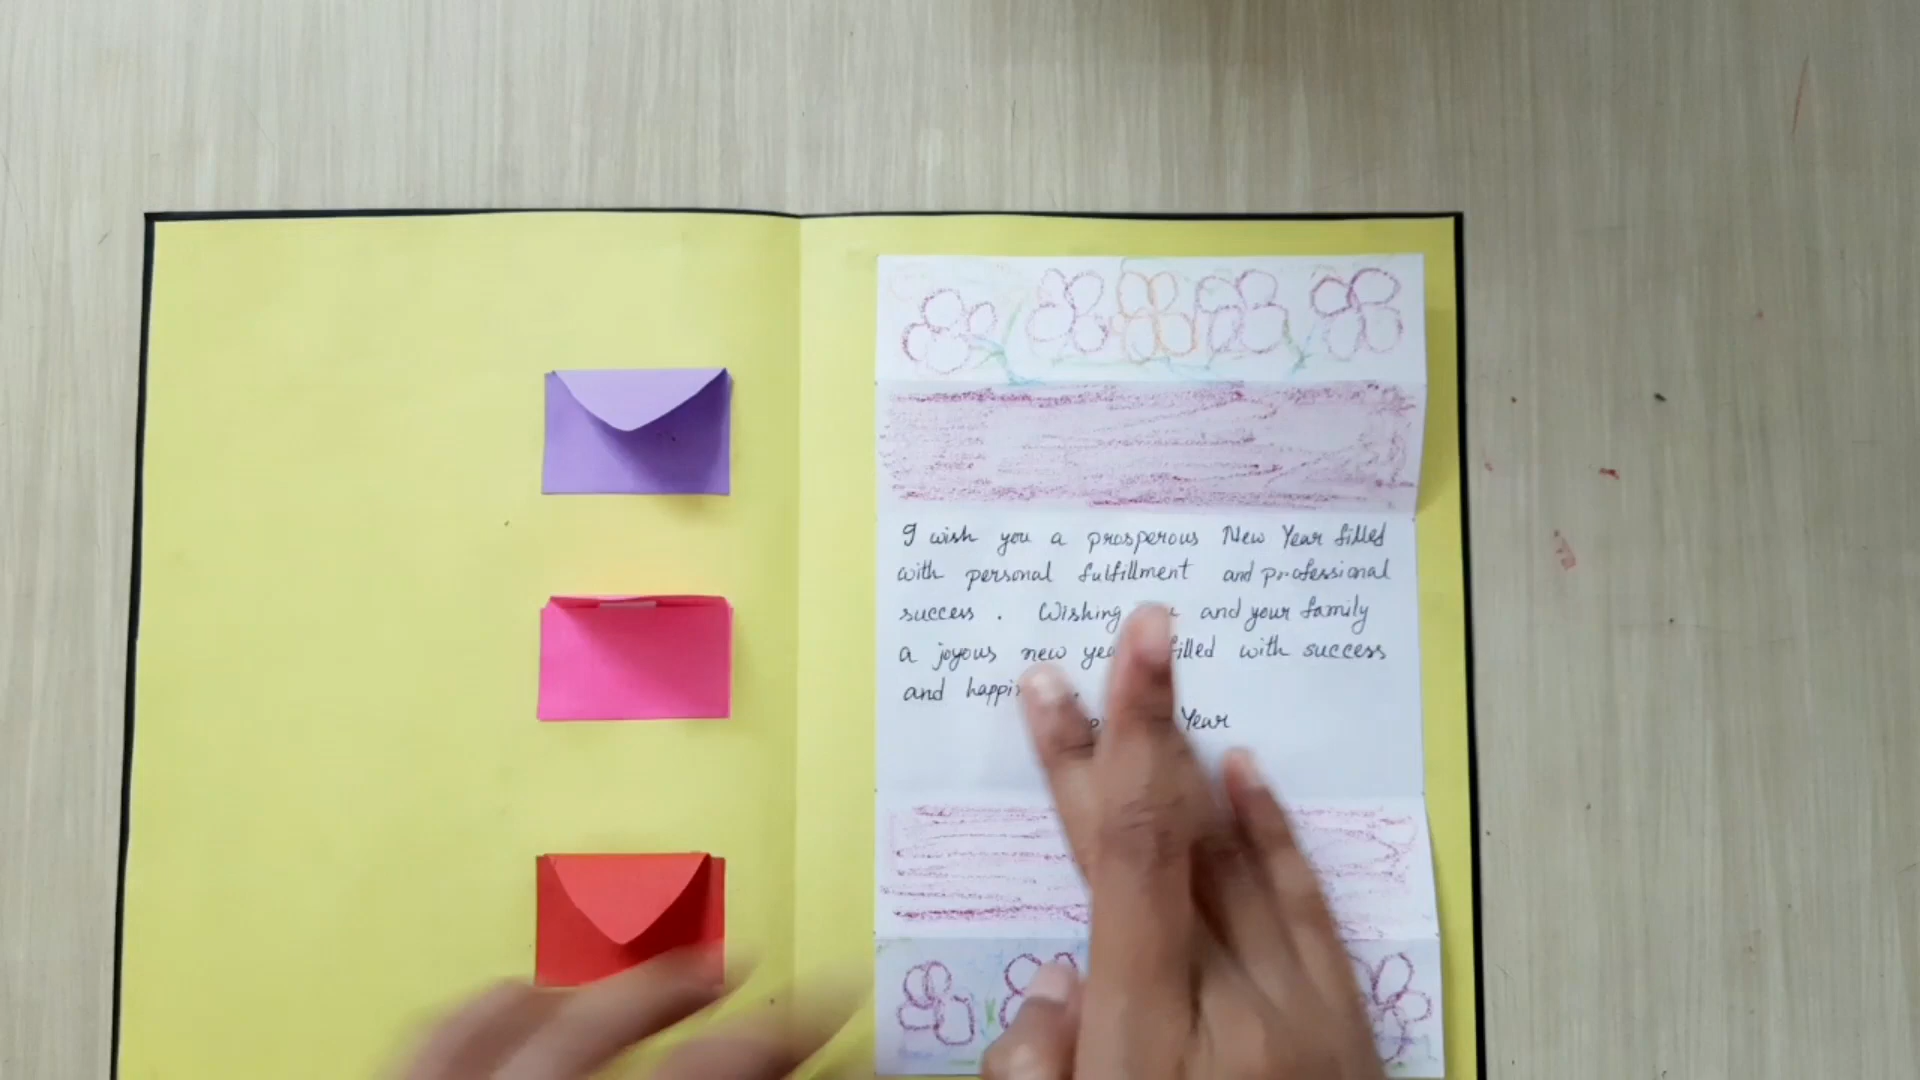 I wish you a prosperous New Year filled
with personal fulfillment and professional
success . Wishing and your family
a joyous new filled with success
and
Year